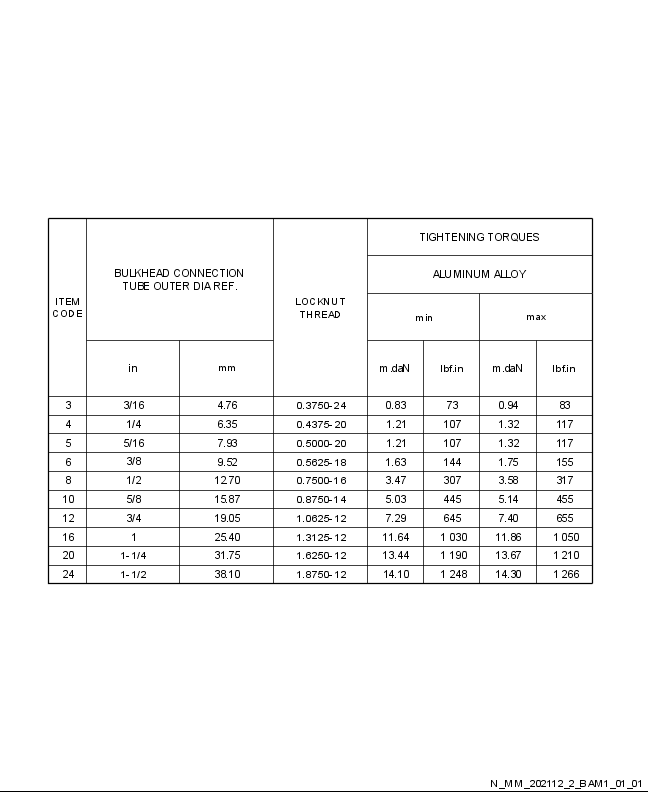 TIGHTENING TORQUES
BULKHEAD CONNECTION
TUBE OUTER DIA REF.
ALUMINUM ALLOY
ITEM
CODE
LOCKNUT
THREAD
min max
in mm m.daN lbf.in m.daN lbf.in
3 3/16 4.76 0.3750-24 0.83 73 0.94 83
4 1/4 6.35 0.4375-20 1.21 107 1.32 117
5 5/16 7.93 0.5000-20 1.21 107 1.32 117
6 3/8 9.52 0.5625-18 1.63 144 1.75 155
8 1/2 12.70 0.7500-16 3.47 307 3.58 317
10 5/8 15.87 0.8750-14 5.03 445 5.14 455
12 3/4 19.05 1.0625-12 7.29 645 7.40 655
16 1 25.40 1.3125-12 11.64 1 030 11.86 1 050
20 1-1/4 31.75 1.6250-12 13.44 1 190 13.67 1 210
24 1-1/2 38.10 1.8750-12 14.10 1 248 14.30 1 266
N_MM_202112_2_BAM1_01_01